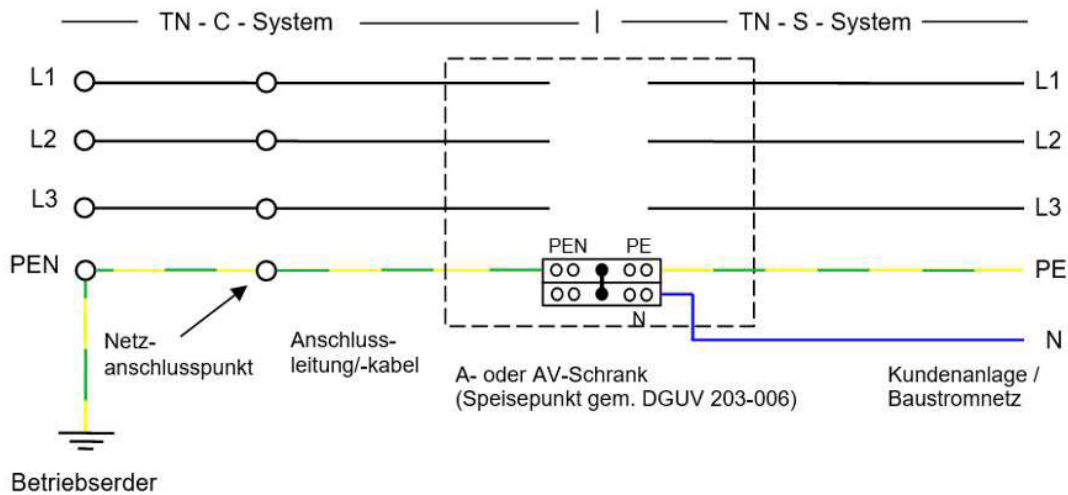 TN - C - System | TN - S - System
L1 L1
L2 L2
L3 L3
PEN PE
PEN PE
N
N
Netz-
anschlusspunkt
Anschluss-
leitung/-kabel
A- oder AV-Schrank
(Speisepunkt gem. DGUV 203-006)
Kundenanlage /
Baustromnetz
Betriebserder